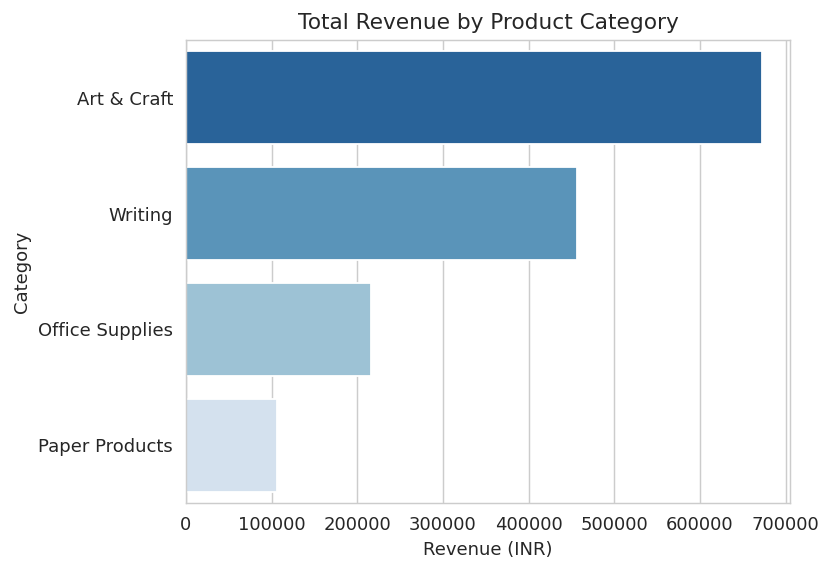 Total Revenue by Product Category
Art & Craft
Writing
Office Supplies
Paper Products
Category
0 100000 200000 300000 400000 500000 600000 700000
Revenue (INR)